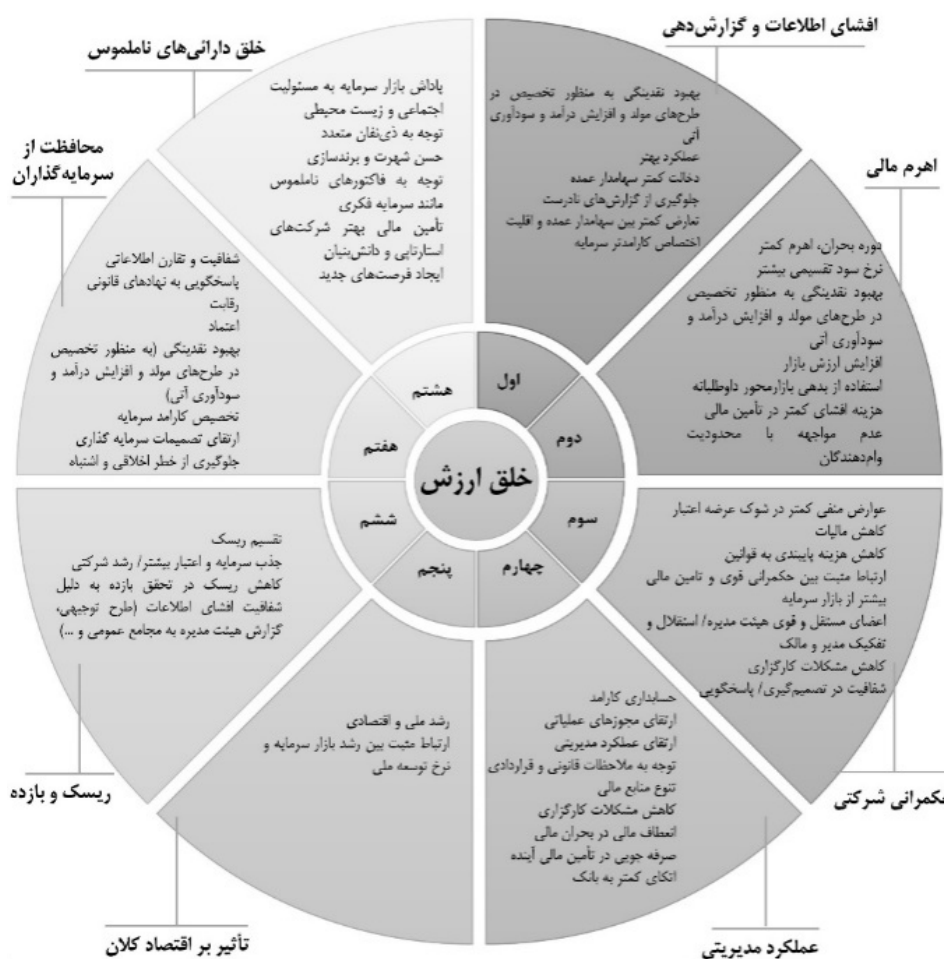 خلق ارزش
اول
دوم
سوم
چهارم
پنجم
ششم
هفتم
هشتم
افشای اطلاعات و گزارش‌دهی
بهبود نقدینگی به منظور تخصیص در
طرح‌های مولد و افزایش درآمد و سودآوری
آتی
عملکرد بهتر
دخالت کمتر سهامدار عمده
جلوگیری از گزارش‌های نادرست
تعارض کمتر بین سهامدار عمده و اقلیت
اختصاص کارامدتر سرمایه
اهرم مالی
دوره بحران، اهرم کمتر
نرخ سود تقسیمی بیشتر
بهبود نقدینگی به منظور تخصیص
در طرح‌های مولد و افزایش درآمد و
سودآوری آتی
افزایش ارزش بازار
استفاده از بدهی بازارمحور داوطلبانه
هزینه افشای کمتر در تأمین مالی
عدم مواجهه با محدودیت
وام‌دهندگان
حکمرانی شرکتی
عوارض منفی کمتر در شوک عرضه اعتبار
کاهش مالیات
کاهش هزینه پایبندی به قوانین
ارتباط مثبت بین حکمرانی قوی و تامین مالی
بیشتر از بازار سرمایه
اعضای مستقل و قوی هیئت مدیره/ استقلال و
تفکیک مدیر و مالک
کاهش مشکلات کارگزاری
شفافیت در تصمیم‌گیری/ پاسخگویی
عملکرد مدیریتی
حسابداری کارامد
ارتقای مجوزهای عملیاتی
ارتقای عملکرد مدیریتی
توجه به ملاحظات قانونی و قراردادی
تنوع منابع مالی
کاهش مشکلات کارگزاری
انعطاف مالی در بحران مالی
صرفه جویی در تأمین مالی آینده
اتکای کمتر به بانک
تأثیر بر اقتصاد کلان
رشد ملی و اقتصادی
ارتباط مثبت بین رشد بازار سرمایه و
نرخ توسعه ملی
ریسک و بازده
تقسیم ریسک
جذب سرمایه و اعتبار بیشتر/ رشد شرکتی
کاهش ریسک در تحقق بازده به دلیل
شفافیت افشای اطلاعات (طرح توجیهی،
گزارش هیئت مدیره به مجامع عمومی و ...)
محافظت از
سرمایه‌گذاران
شفافیت و تقارن اطلاعاتی
پاسخگویی به نهادهای قانونی
رقابت
اعتماد
بهبود نقدینگی (به منظور تخصیص
در طرح‌های مولد و افزایش درآمد و
سودآوری آتی)
تخصیص کارامد سرمایه
ارتقای تصمیمات سرمایه گذاری
جلوگیری از خطر اخلاقی و اشتباه
خلق دارائی‌های ناملموس
پاداش بازار سرمایه به مسئولیت
اجتماعی و زیست محیطی
توجه به ذی‌نفان متعدد
حسن شهرت و برندسازی
توجه به فاکتورهای ناملموس
مانند سرمایه فکری
تأمین مالی بهتر شرکت‌های
استارتاپی و دانش‌بنیان
ایجاد فرصت‌های جدید